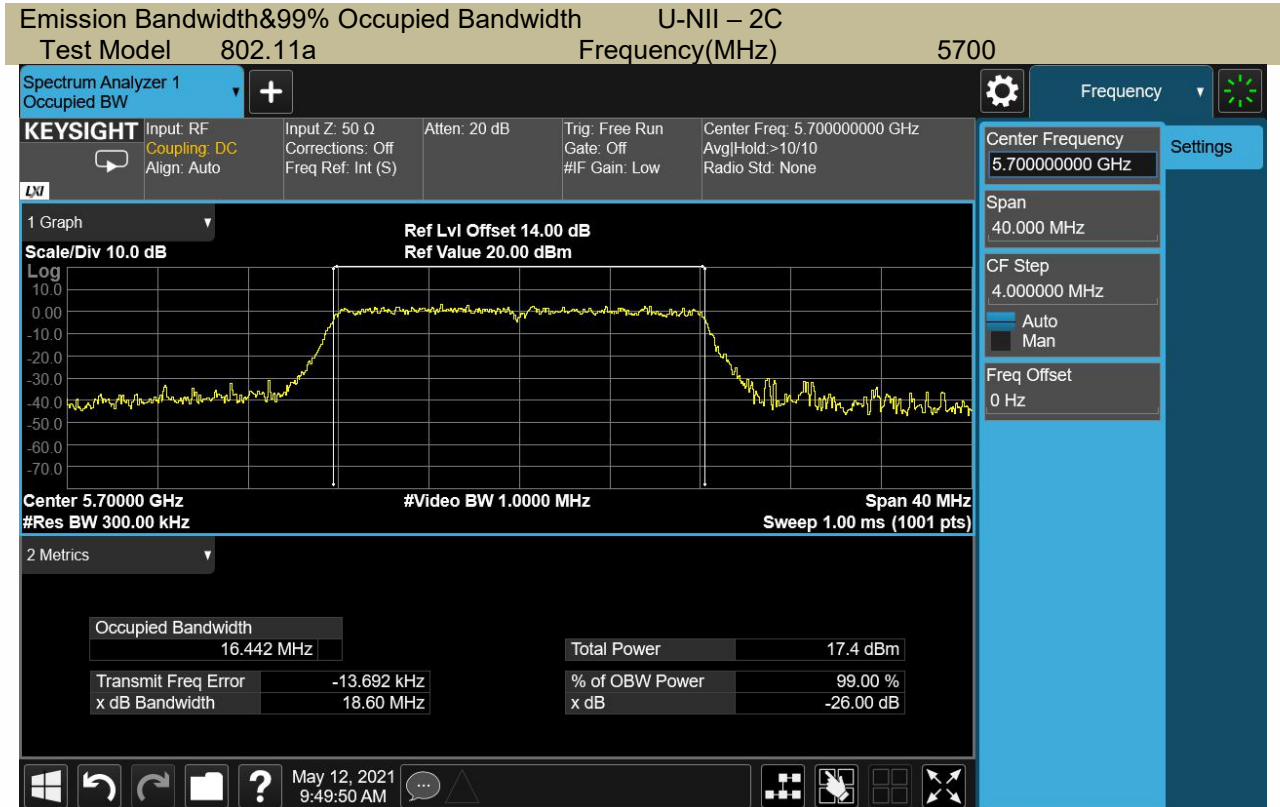 Emission Bandwidth&99% Occupied Bandwidth U-NII – 2C
Test Model 802.11a Frequency(MHz) 5700
Spectrum Analyzer 1
Occupied BW
+
Frequency
KEYSIGHT
LXI
Input: RF
Coupling: DC
Align: Auto
Input Z: 50 Ω
Corrections: Off
Freq Ref: Int (S)
Atten: 20 dB
Trig: Free Run
Gate: Off
#IF Gain: Low
Center Freq: 5.700000000 GHz
Avg|Hold:>10/10
Radio Std: None
Center Frequency
5.700000000 GHz
Settings
Span
40.000 MHz
CF Step
4.000000 MHz
Auto
Man
Freq Offset
0 Hz
1 Graph
Scale/Div 10.0 dB
Ref Lvl Offset 14.00 dB
Ref Value 20.00 dBm
Log
10.0
0.00
-10.0
-20.0
-30.0
-40.0
-50.0
-60.0
-70.0
Center 5.70000 GHz #Video BW 1.0000 MHz Span 40 MHz
#Res BW 300.00 kHz Sweep 1.00 ms (1001 pts)
2 Metrics
Occupied Bandwidth
16.442 MHz
Total Power 17.4 dBm
Transmit Freq Error -13.692 kHz % of OBW Power 99.00 %
x dB Bandwidth 18.60 MHz x dB -26.00 dB
?
May 12, 2021
9:49:50 AM